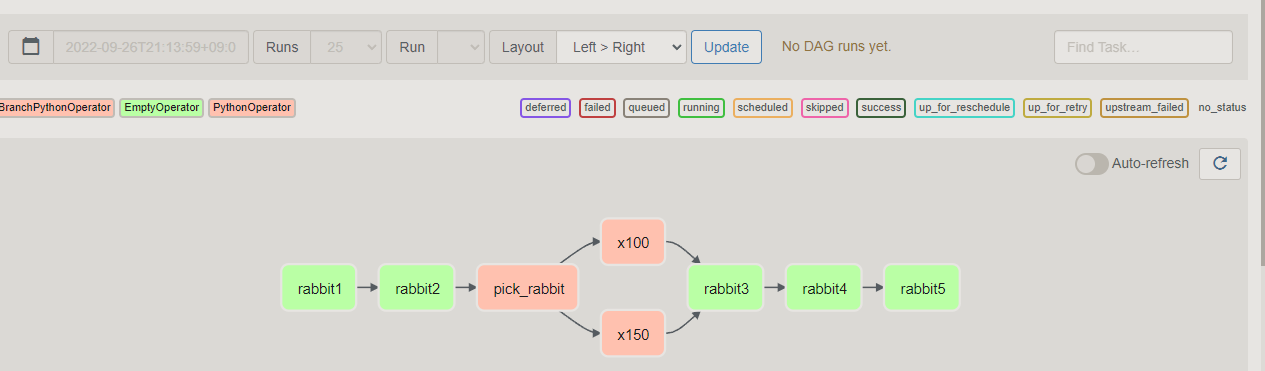 2022-09-26T21:13:59+09:0 Runs 25 Run Layout Left > Right Update No DAG runs yet. Find Task...
BranchPythonOperator EmptyOperator PythonOperator deferred failed queued running scheduled skipped success up_for_reschedule up_for_retry upstream_failed no_status
Auto-refresh
x100
rabbit1 rabbit2 pick_rabbit rabbit3 rabbit4 rabbit5
x150